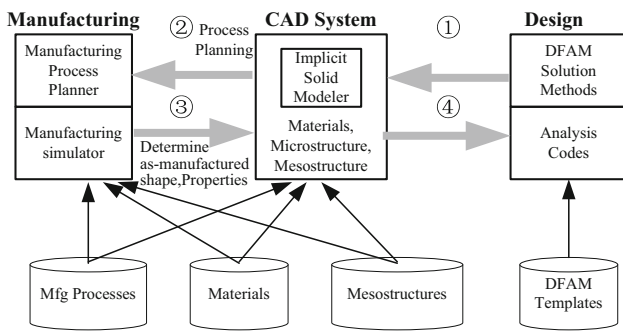 Manufacturing
CAD System
Design
②
Process
Planning
①
Manufacturing
Process
Planner
Implicit
Solid
Modeler
DFAM
Solution
Methods
③
④
Manufacturing
simulator
Determine
as-manufactured
shape,Properties
Materials,
Microstructure,
Mesostructure
Analysis
Codes
Mfg Processes
Materials
Mesostructures
DFAM
Templates